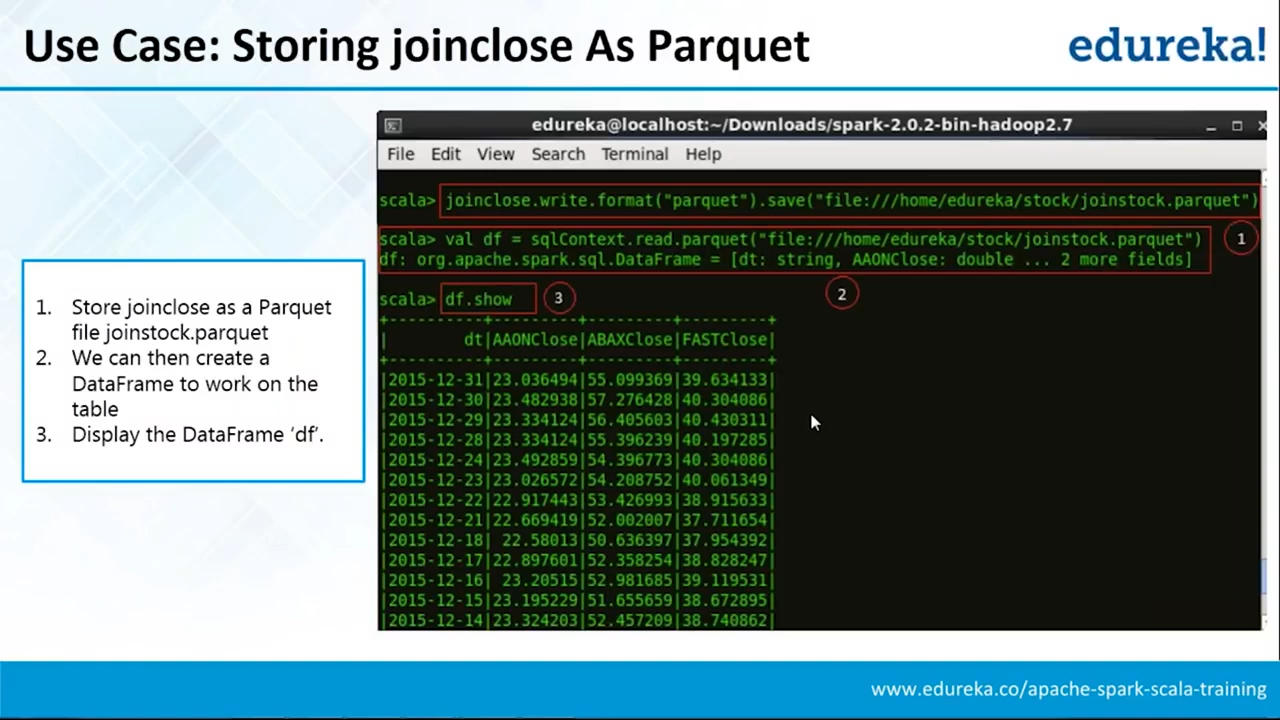 Use Case: Storing joinclose As Parquet
edureka!
1. Store joinclose as a Parquet
file joinstock.parquet
2. We can then create a
DataFrame to work on the
table
3. Display the DataFrame ‘df’.
edureka@localhost:~/Downloads/spark-2.0.2-bin-hadoop2.7
File Edit View Search Terminal Help
scala> joinclose.write.format("parquet").save("file:///home/edureka/stock/joinstock.parquet")
1
scala> val df = sqlContext.read.parquet("file:///home/edureka/stock/joinstock.parquet")
df: org.apache.spark.sql.DataFrame = [dt: string, AAONClose: double ... 2 more fields]
2
scala> df.show
3
+----------+---------+---------+---------+
|        dt|AAONClose|ABAXClose|FASTClose|
+----------+---------+---------+---------+
|2015-12-31|23.036494|55.099369|39.634133|
|2015-12-30|23.482938|57.276428|40.304086|
|2015-12-29|23.334124|56.405603|40.430311|
|2015-12-28|23.334124|55.396239|40.197285|
|2015-12-24|23.492859|54.396773|40.304086|
|2015-12-23|23.026572|54.208752|40.061349|
|2015-12-22|22.917443|53.426993|38.915633|
|2015-12-21|22.669419|52.002007|37.711654|
|2015-12-18| 22.58013|50.636397|37.954392|
|2015-12-17|22.897601|52.358254|38.828247|
|2015-12-16| 23.20515|52.981685|39.119531|
|2015-12-15|23.195229|51.655659|38.672895|
|2015-12-14|23.324203|52.457209|38.740862|
www.edureka.co/apache-spark-scala-training